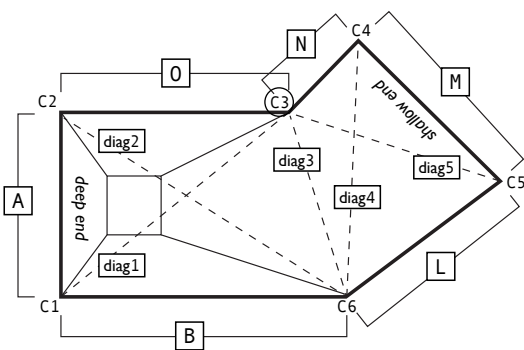 C4
N
O
M
C2
C3
shallow end
diag2
diag3
diag5
C5
A
deep end
diag4
diag1
L
C1
C6
B